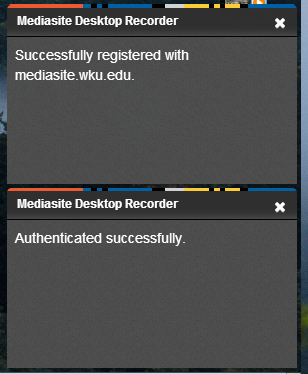 Mediasite Desktop Recorder
Successfully registered with
mediasite.wku.edu.
Mediasite Desktop Recorder
Authenticated successfully.